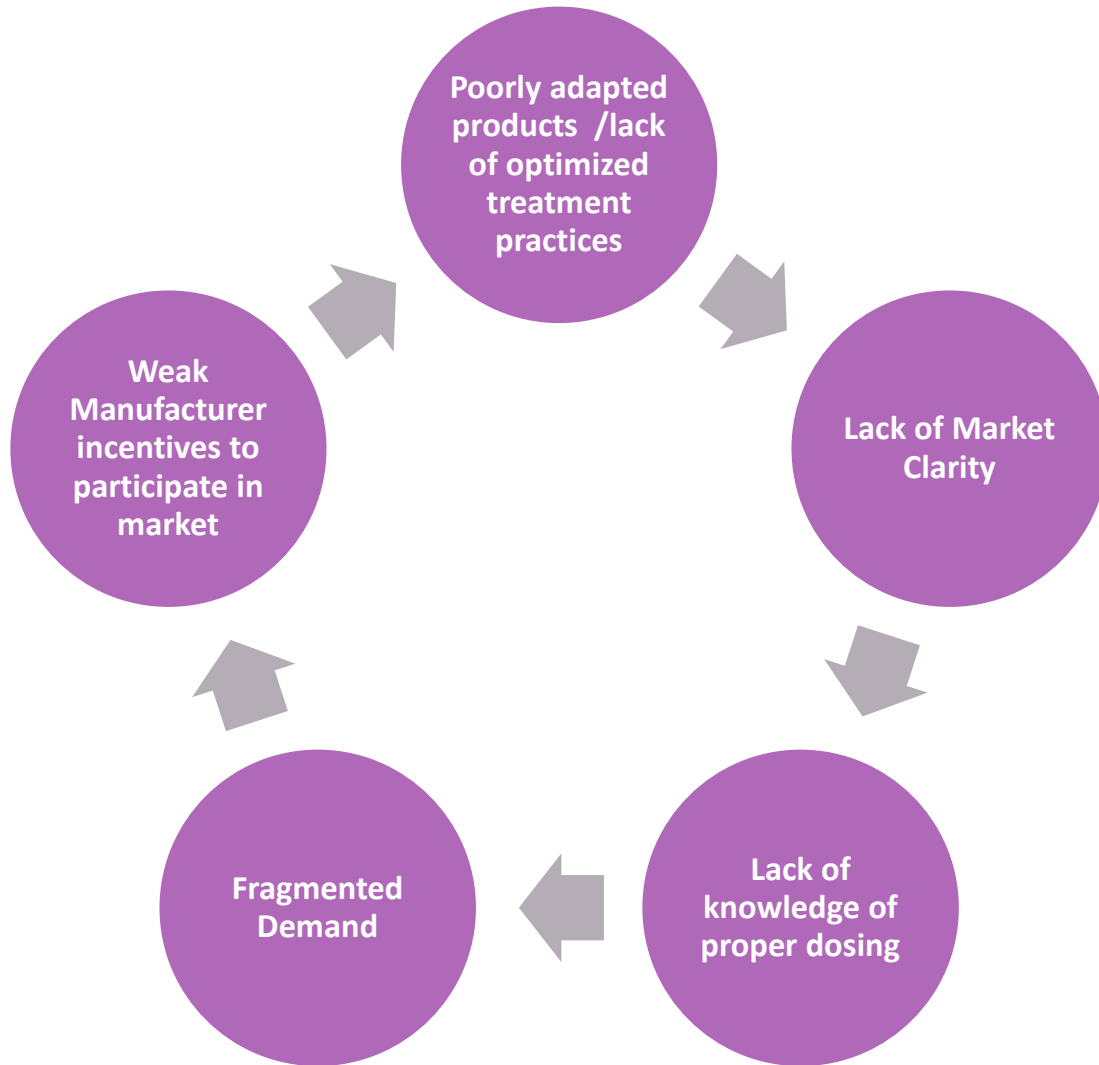 Poorly adapted
products  /lack
of optimized
treatment
practices
Lack of Market
Clarity
Lack of
knowledge of
proper dosing
Fragmented
Demand
Weak
Manufacturer
incentives to
participate in
market